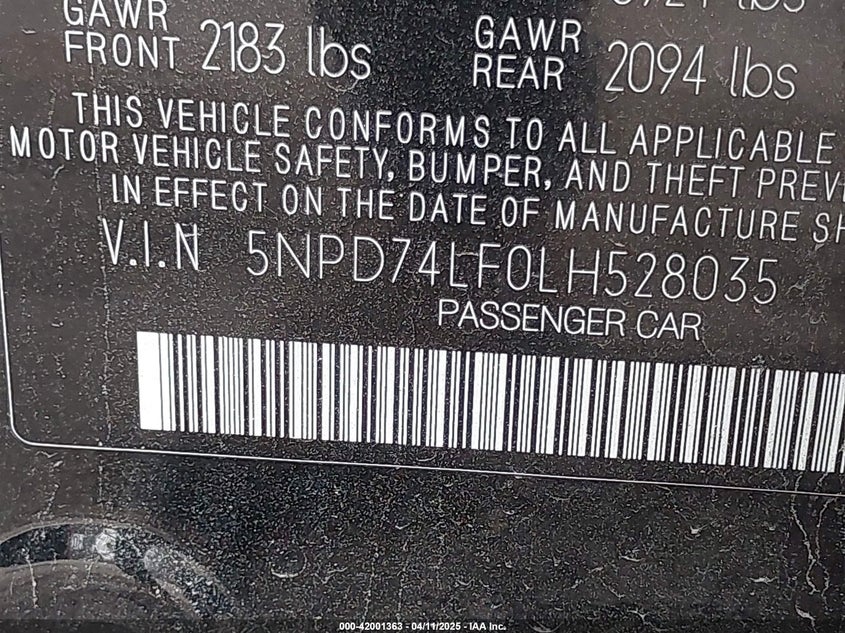 lbs
GAWR FRONT 2183 lbs GAWR REAR 2094 lbs
THIS VEHICLE CONFORMS TO ALL APPLICABLE
MOTOR VEHICLE SAFETY, BUMPER, AND THEFT PREV
IN EFFECT ON THE DATE OF MANUFACTURE SH
V.I.N 5NPD74LF0LH528035
PASSENGER CAR
000-42001363 - 04/11/2025 - IAA Inc.